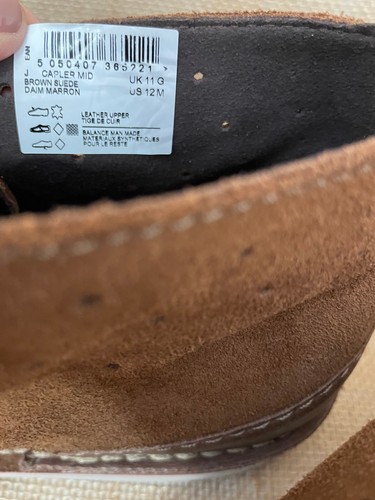 EAN
5 050407 366221 >
J. CAPLER MID
BROWN SUEDE UK 11 G
DAIM MARRON US 12 M
LEATHER UPPER
TIGE DE CUIR
BALANCE MAN MADE
MATERIAUX SYNTHETIQUES
POUR LE RESTE